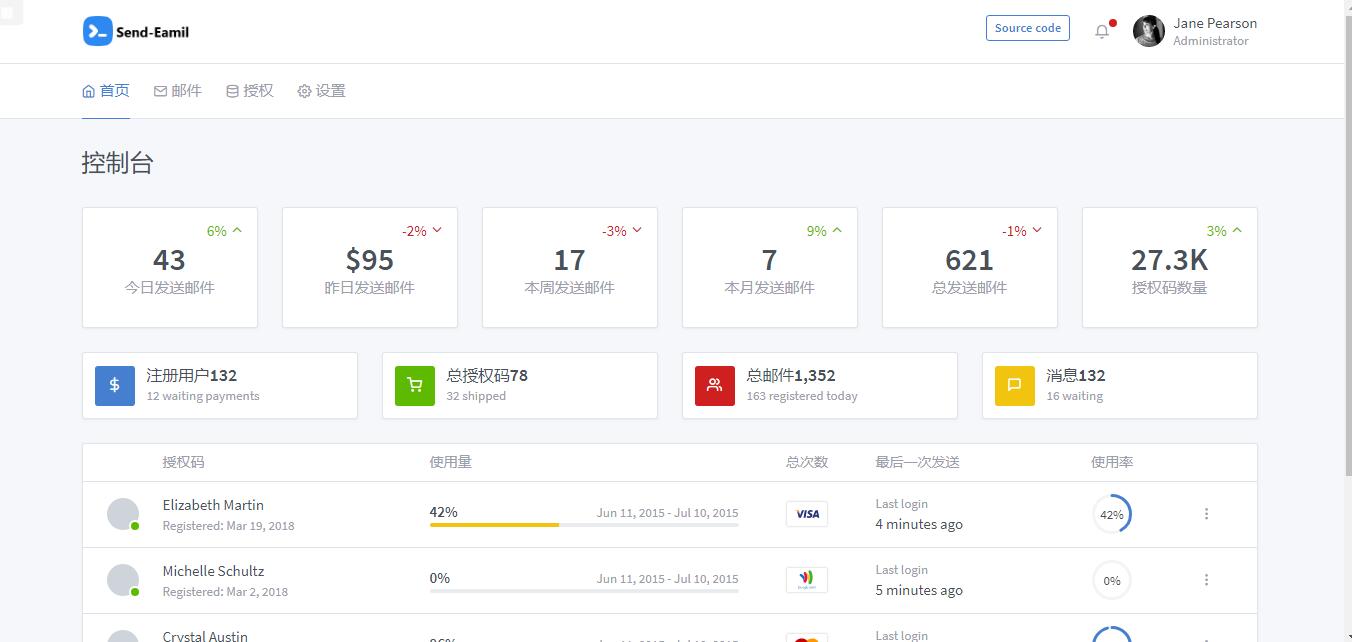 Send-Eamil
Source code
Jane Pearson
Administrator
首页 邮件 授权 设置
控制台
6%
43
今日发送邮件
-2%
$95
昨日发送邮件
-3%
17
本周发送邮件
9%
7
本月发送邮件
-1%
621
总发送邮件
3%
27.3K
授权码数量
注册用户132
12 waiting payments
总授权码78
32 shipped
总邮件1,352
163 registered today
消息132
16 waiting
授权码 使用量 总次数 最后一次发送 使用率
Elizabeth Martin
Registered: Mar 19, 2018
42% Jun 11, 2015 - Jul 10, 2015
VISA
Last login
4 minutes ago
42%
Michelle Schultz
Registered: Mar 2, 2018
0% Jun 11, 2015 - Jul 10, 2015
Last login
5 minutes ago
0%
Crystal Austin
Last login